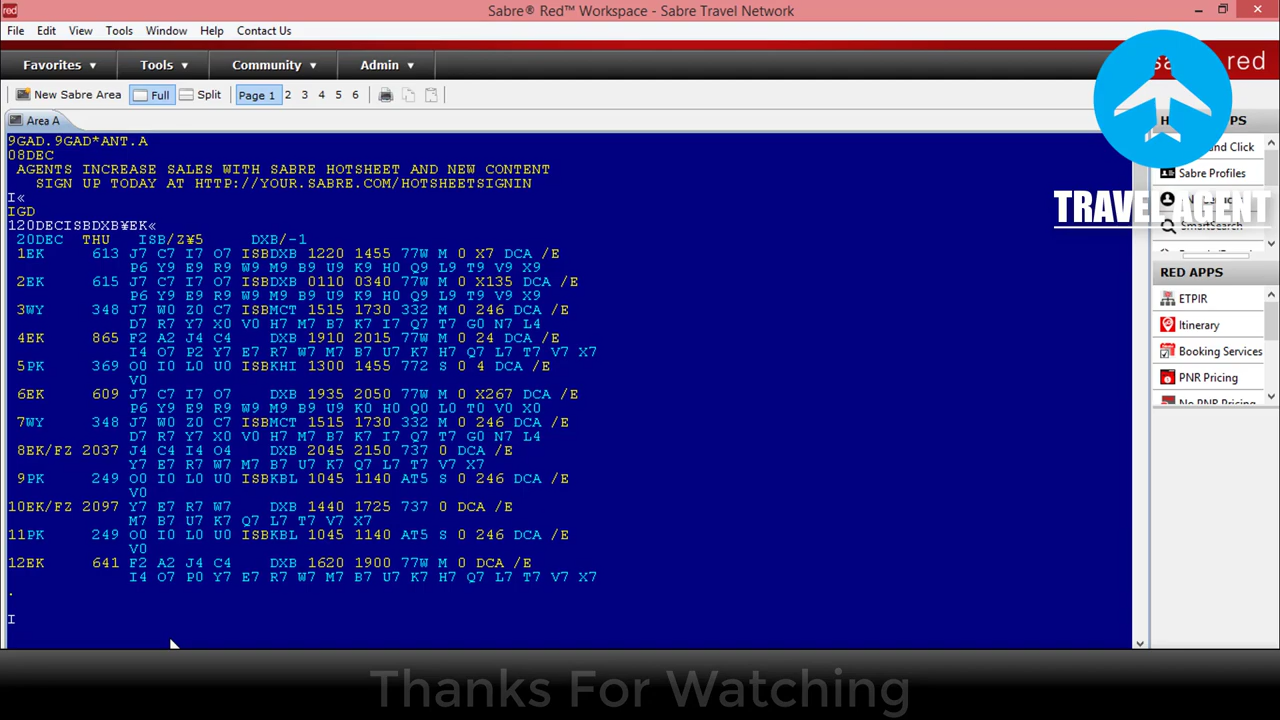 red Sabre® Red™ Workspace - Sabre Travel Network
File Edit View Tools Window Help Contact Us
Favorites Tools Community Admin red
New Sabre Area Full Split Page 1 2 3 4 5 6
Area A
9GAD.9GAD*ANT.A
08DEC
AGENTS INCREASE SALES WITH SABRE HOTSHEET AND NEW CONTENT
SIGN UP TODAY AT HTTP://YOUR.SABRE.COM/HOTSHEETSIGNIN
I«
IGD
120DECISBDXB¥EK«
20DEC THU ISB/Z¥5 DXB/-1
1EK 613 J7 C7 I7 O7 ISBDXB 1220 1455 77W M 0 X7 DCA /E
P6 Y9 E9 R9 W9 M9 B9 U9 K9 H0 Q9 L9 T9 V9 X9
2EK 615 J7 C7 I7 O7 ISBDXB 0110 0340 77W M 0 X135 DCA /E
P6 Y9 E9 R9 W9 M9 B9 U9 K9 H0 Q9 L9 T9 V9 X9
3WY 348 J7 W0 Z0 C7 ISBMCT 1515 1730 332 M 0 246 DCA /E
D7 R7 Y7 X0 V0 H7 M7 B7 K7 I7 Q7 T7 G0 N7 L4
4EK 865 F2 A2 J4 C4 DXB 1910 2015 77W M 0 24 DCA /E
I4 O7 P2 Y7 E7 R7 W7 M7 B7 U7 K7 H7 Q7 L7 T7 V7 X7
5PK 369 O0 I0 L0 U0 ISBKHI 1300 1455 772 S 0 4 DCA /E
V0
6EK 609 J7 C7 I7 O7 DXB 1935 2050 77W M 0 X267 DCA /E
P6 Y9 E9 R9 W9 M9 B9 U9 K0 H0 Q0 L0 T0 V0 X0
7WY 348 J7 W0 Z0 C7 ISBMCT 1515 1730 332 M 0 246 DCA /E
D7 R7 Y7 X0 V0 H7 M7 B7 K7 I7 Q7 T7 G0 N7 L4
8EK/FZ 2037 J4 C4 I4 O4 DXB 2045 2150 737 0 DCA /E
Y7 E7 R7 W7 M7 B7 U7 K7 Q7 L7 T7 V7 X7
9PK 249 O0 I0 L0 U0 ISBKBL 1045 1140 AT5 S 0 246 DCA /E
V0
10EK/FZ 2097 Y7 E7 R7 W7 DXB 1440 1725 737 0 DCA /E
M7 B7 U7 K7 Q7 L7 T7 V7 X7
11PK 249 O0 I0 L0 U0 ISBKBL 1045 1140 AT5 S 0 246 DCA /E
V0
12EK 641 F2 A2 J4 C4 DXB 1620 1900 77W M 0 DCA /E
I4 O7 P0 Y7 E7 R7 W7 M7 B7 U7 K7 H7 Q7 L7 T7 V7 X7
.
I
Click
Sabre Profiles
TRAVEL AGENT
SmartSearch
RED APPS
ETPIR
Itinerary
Booking Services
PNR Pricing
No PNR Pricing
Thanks For Watching